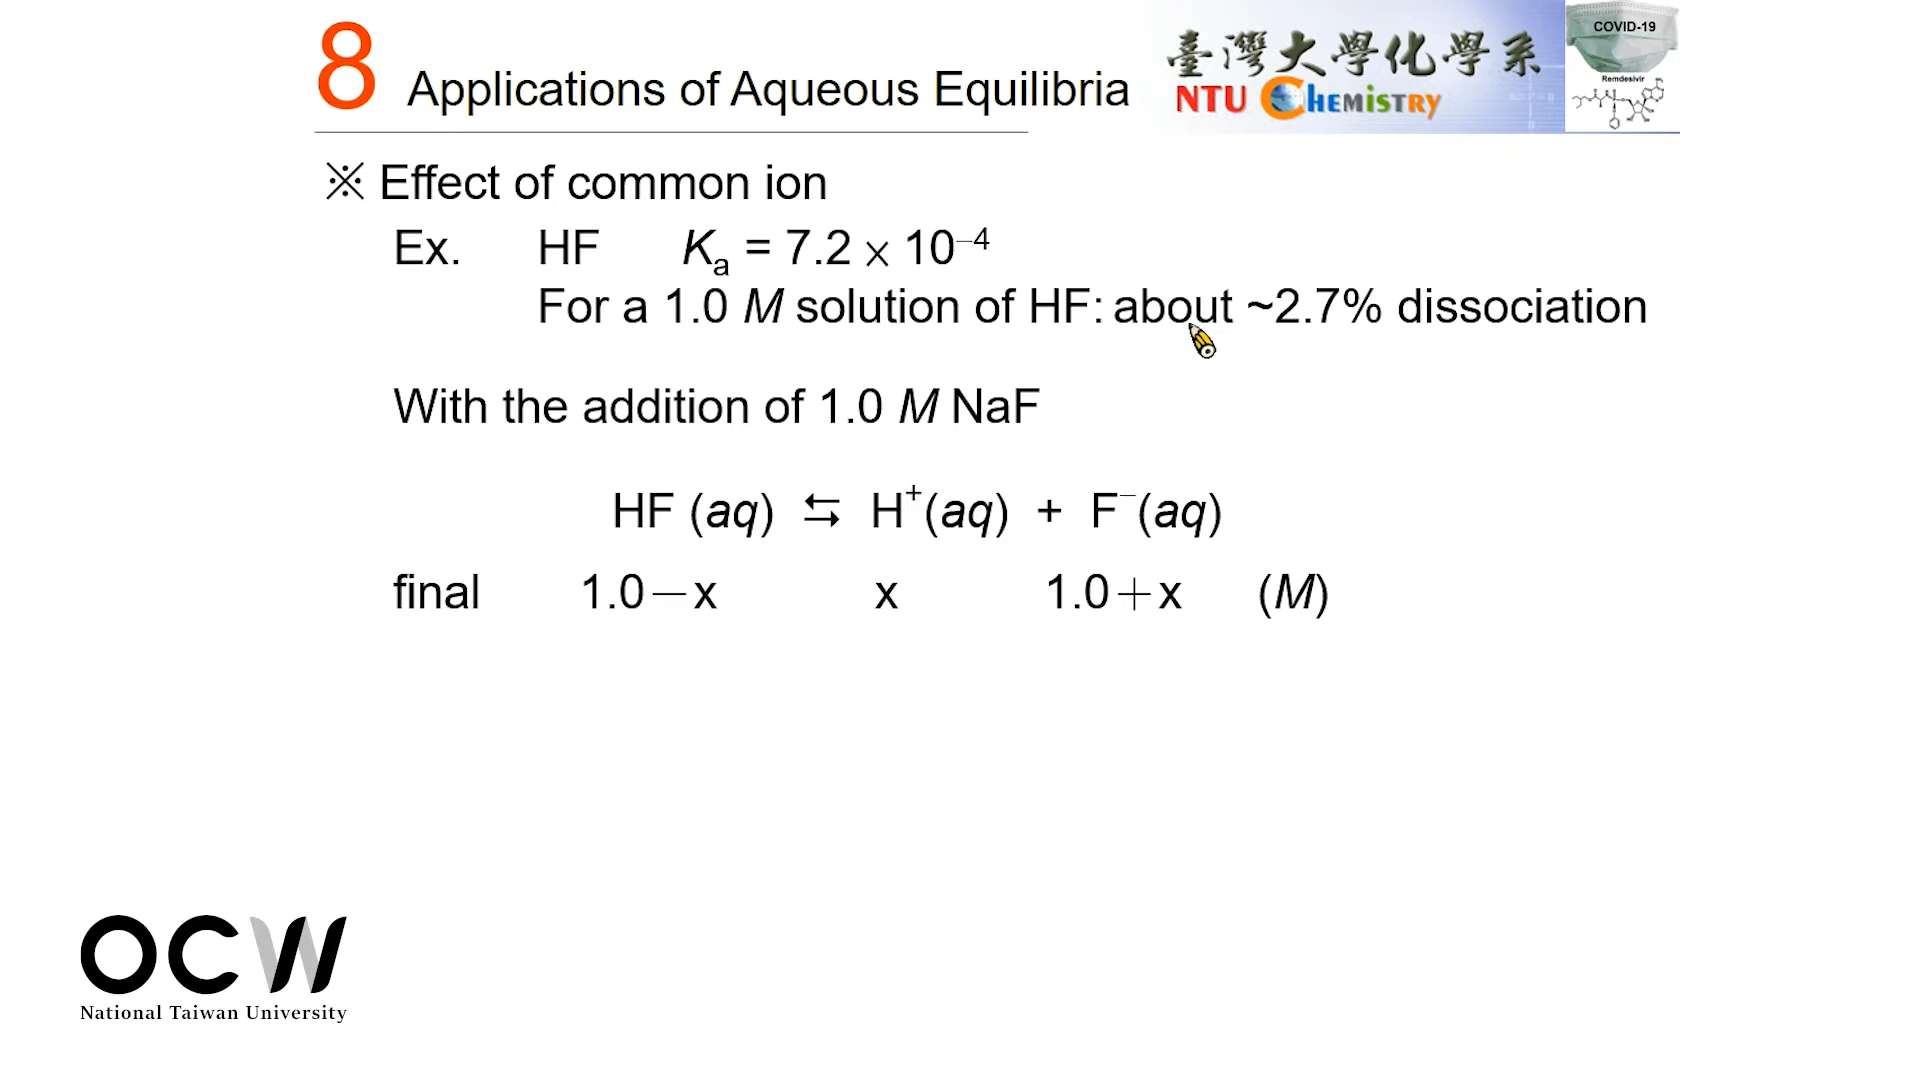 8 Applications of Aqueous Equilibria
臺灣大學化學系
NTU Chemistry
COVID-19
Remdesivir
※ Effect of common ion
Ex. HF Kₐ = 7.2 × 10⁻⁴
For a 1.0 M solution of HF: about ~2.7% dissociation
With the addition of 1.0 M NaF
HF (aq) ⇆ H⁺(aq) + F⁻(aq)
final 1.0－x x 1.0＋x (M)
OCW
National Taiwan University